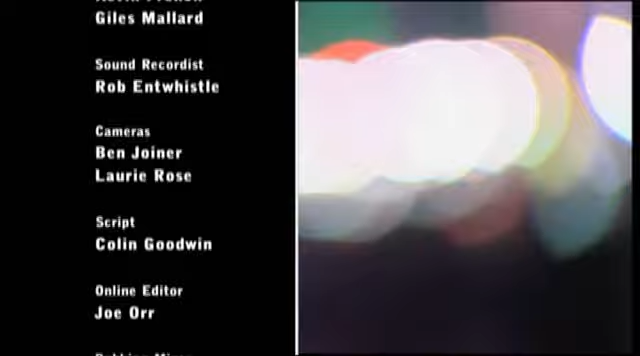 Giles Mallard
Sound Recordist
Rob Entwhistle
Cameras
Ben Joiner
Laurie Rose
Script
Colin Goodwin
Online Editor
Joe Orr